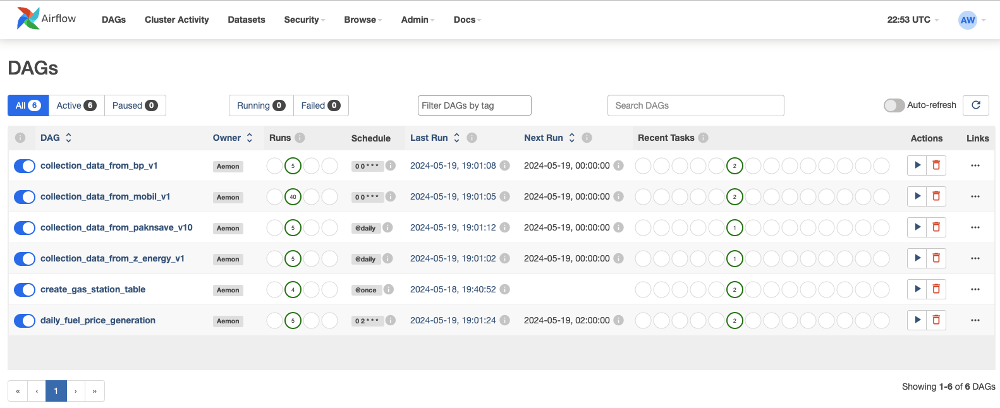 Airflow DAGs Cluster Activity Datasets Security Browse Admin Docs 22:53 UTC AW
DAGs
All 6 Active 6 Paused 0 Running 0 Failed 0 Filter DAGs by tag Search DAGs Auto-refresh
DAG Owner Runs Schedule Last Run Next Run Recent Tasks Actions Links
collection_data_from_bp_v1 Aemon 5 0 0 * * * 2024-05-19, 19:01:08 2024-05-19, 00:00:00 2
collection_data_from_mobil_v1 Aemon 40 0 0 * * * 2024-05-19, 19:01:05 2024-05-19, 00:00:00 2
collection_data_from_paknsave_v10 Aemon 5 @daily 2024-05-19, 19:01:12 2024-05-19, 00:00:00 1
collection_data_from_z_energy_v1 Aemon 5 @daily 2024-05-19, 19:01:02 2024-05-19, 00:00:00 1
create_gas_station_table Aemon 4 @once 2024-05-18, 19:40:52 2
daily_fuel_price_generation Aemon 5 0 2 * * * 2024-05-19, 19:01:24 2024-05-19, 02:00:00 2
« ‹ 1 › » Showing 1-6 of 6 DAGs